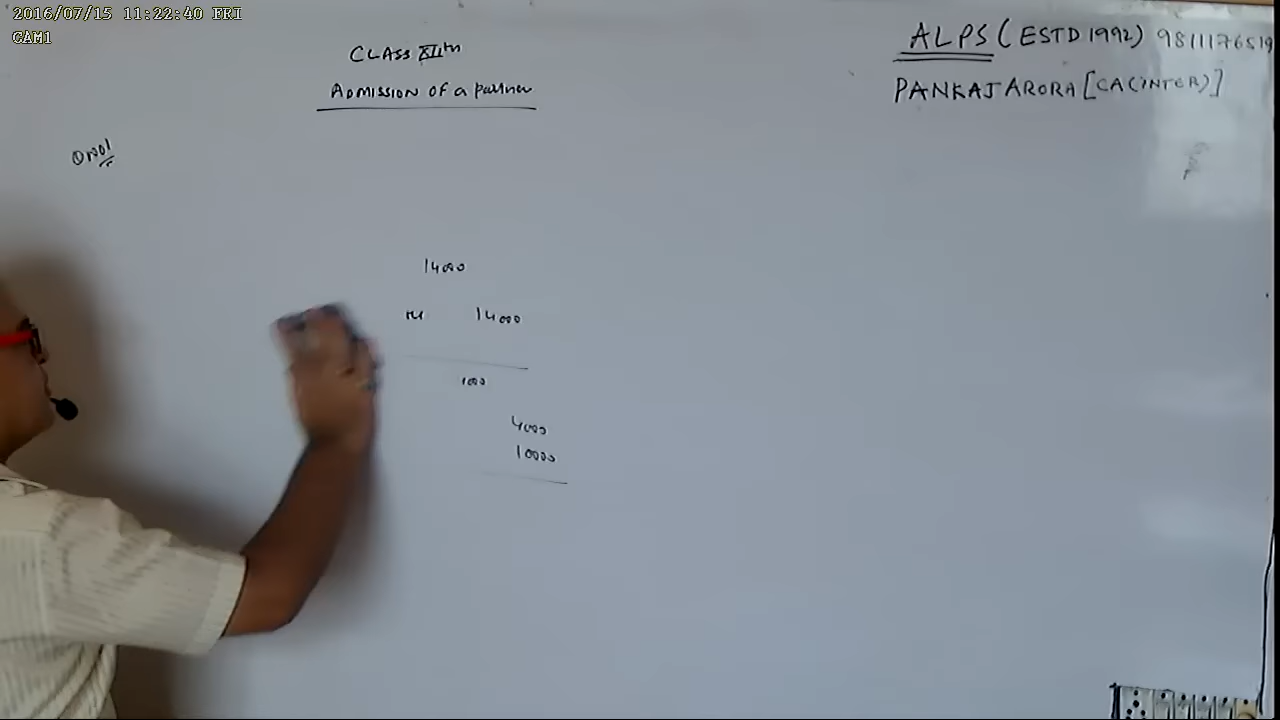 2016/07/15 11:22:40 FRI
CAM1
ALPS (ESTD 1992) 9811176519
PANKAJ ARORA [CA(INTER)]
CLASS XIIth
ADMISSION OF a partner
14000
14000
1000
4000
10000